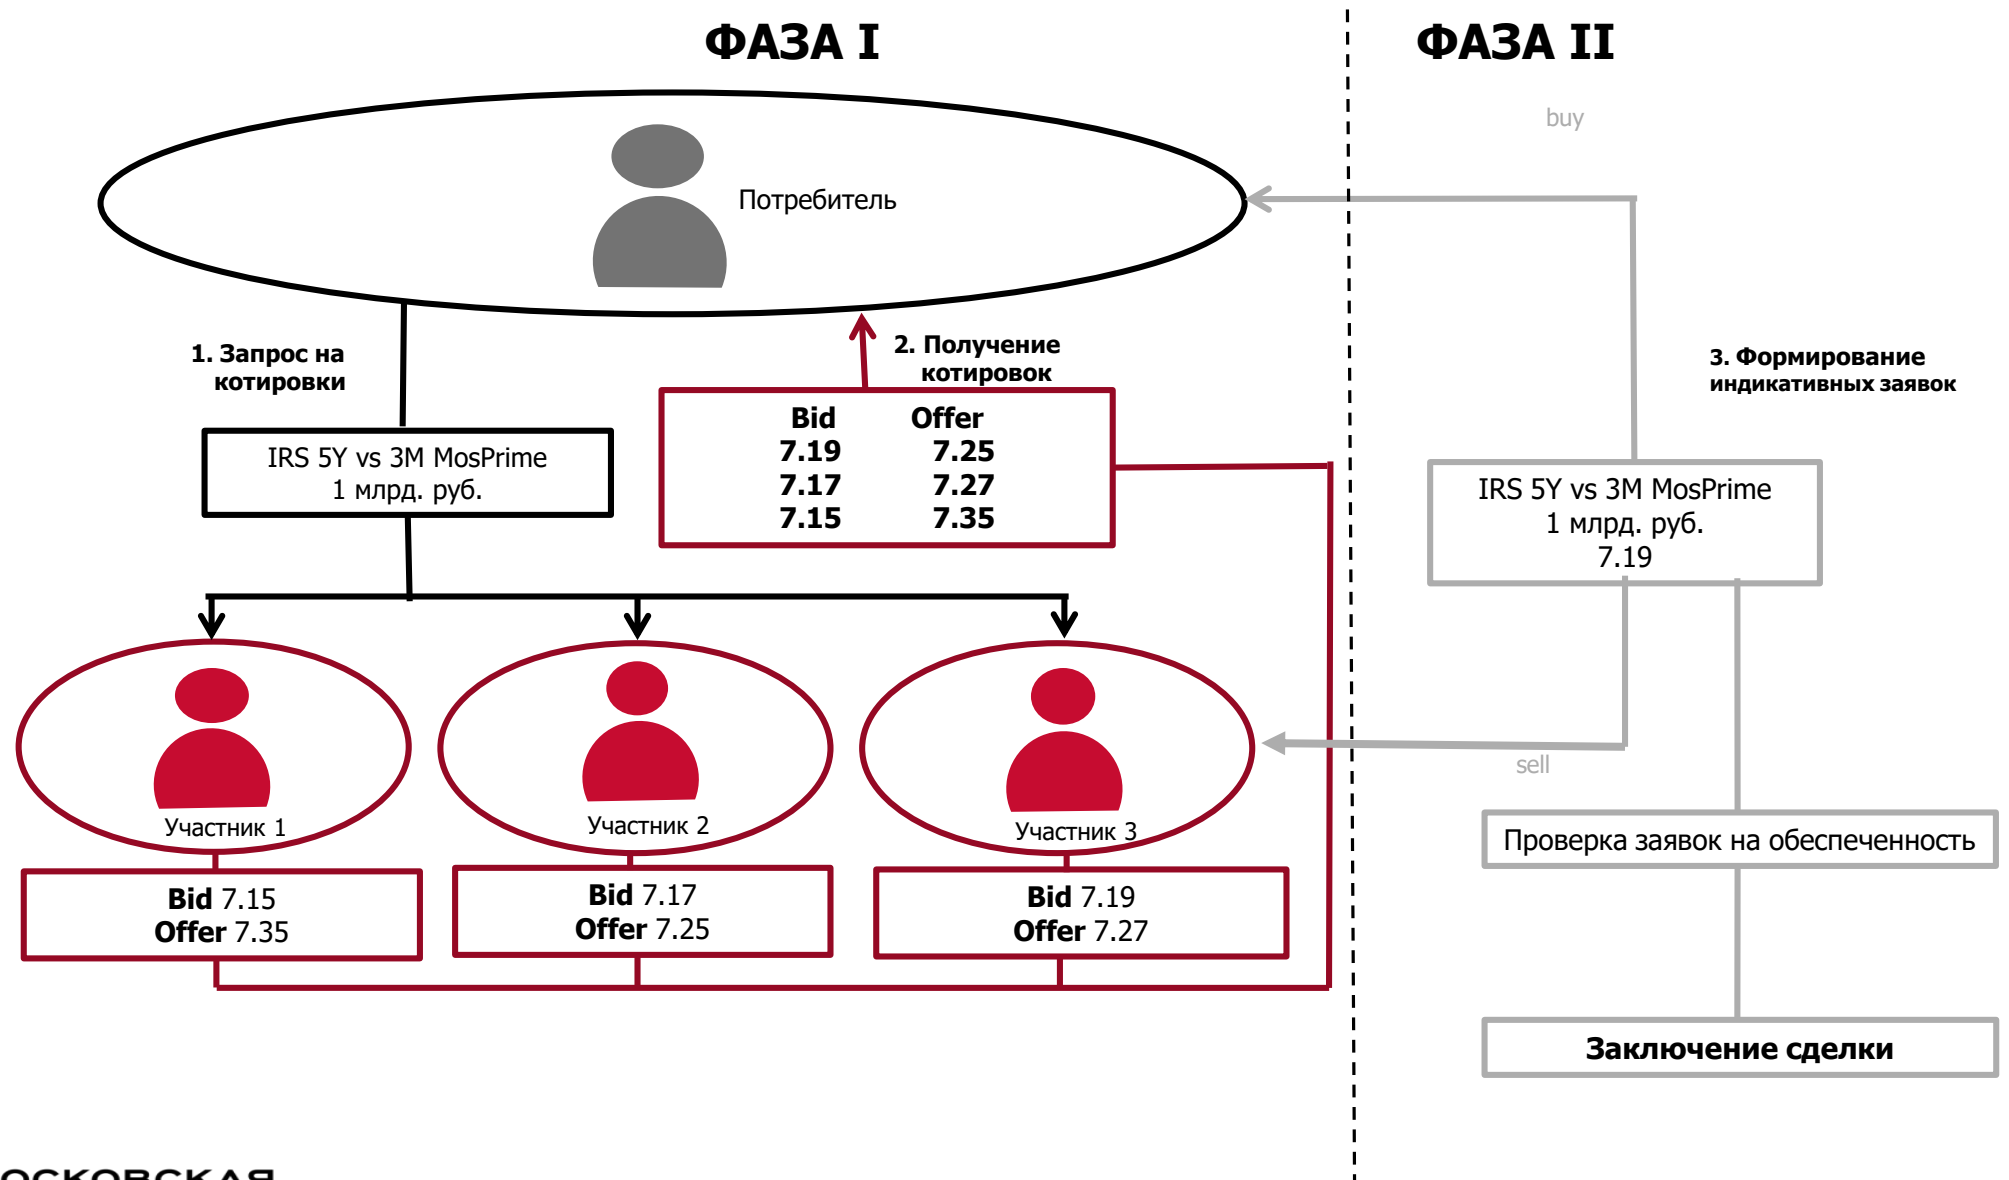 ФАЗА I
ФАЗА II
buy
Потребитель
1. Запрос на
котировки
2. Получение
котировок
3. Формирование
индикативных заявок
Bid Offer
7.19 7.25
7.17 7.27
7.15 7.35
IRS 5Y vs 3M MosPrime
1 млрд. руб.
IRS 5Y vs 3M MosPrime
1 млрд. руб.
7.19
sell
Участник 1
Участник 2
Участник 3
Проверка заявок на обеспеченность
Bid 7.15
Offer 7.35
Bid 7.17
Offer 7.25
Bid 7.19
Offer 7.27
Заключение сделки
ОСКОВСКАЯ